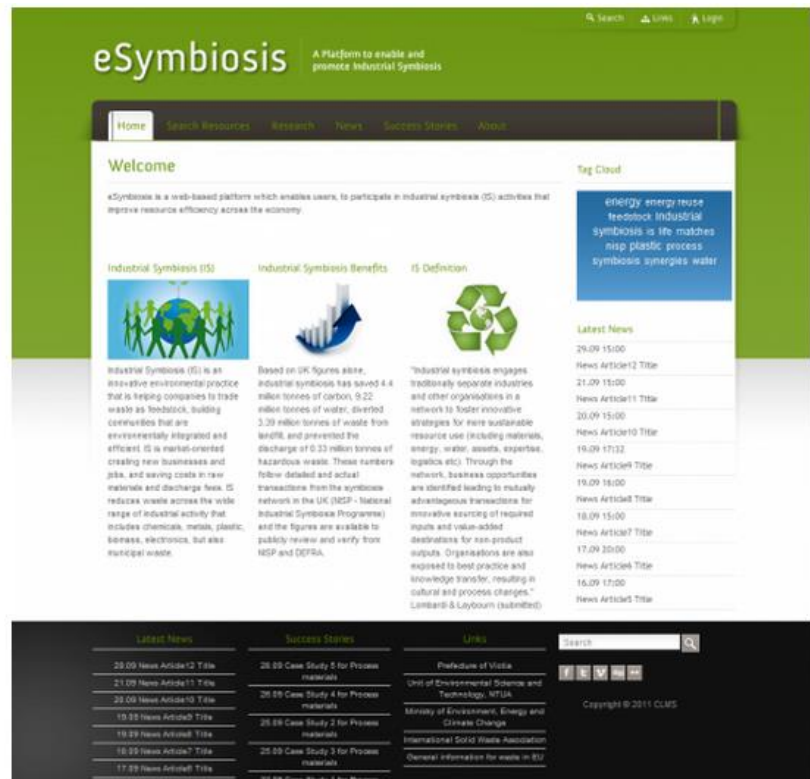 Search Links Login
eSymbiosis
A Platform to enable and
promote Industrial Symbiosis
Home Search Resources Research News Success Stories About
Welcome
eSymbiosis is a web-based platform which enables users, to participate in industrial symbiosis (IS) activities that
improve resource efficiency across the economy.
Industrial Symbiosis (IS)
Industrial Symbiosis (IS) is an
innovative environmental practice
that is helping companies to trade
waste as feedstock, building
communities that are
environmentally integrated and
efficient. IS is market-oriented
creating new businesses and
jobs, and saving costs in raw
materials and discharge fees. IS
reduces waste across the wide
range of industrial activity that
includes chemicals, metals, plastic,
biomass, electronics, but also
municipal waste.
Industrial Symbiosis Benefits
Based on UK figures alone,
industrial symbiosis has saved 4.4
million tonnes of carbon, 9.22
million tonnes of water, diverted
3.39 million tonnes of waste from
landfill, and prevented the
discharge of 0.33 million tonnes of
hazardous waste. These numbers
follow detailed and actual
transactions from the symbiosis
network in the UK (NISP - National
Industrial Symbiosis Programme)
and the figures are available to
publicly review and verify from
NISP and DEFRA.
IS Definition
"Industrial symbiosis engages
traditionally separate industries
and other organisations in a
network to foster innovative
strategies for more sustainable
resource use (including materials,
energy, water, assets, expertise,
logistics etc). Through the
network, business opportunities
are identified leading to mutually
advantageous transactions for
innovative sourcing of required
inputs and value-added
destinations for non-product
outputs. Organisations are also
exposed to best practice and
knowledge transfer, resulting in
cultural and process changes."
Lombardi & Laybourn (submitted)
Tag Cloud
energy energy reuse
feedstock Industrial
symbiosis is life matches
nisp plastic process
symbiosis synergies water
Latest News
29.09 15:00
News Article12 Title
21.09 15:00
News Article11 Title
20.09 15:00
News Article10 Title
19.09 17:32
News Article9 Title
19.09 16:00
News Article8 Title
18.09 15:00
News Article7 Title
17.09 20:00
News Article6 Title
16.09 17:00
News Article5 Title
Latest News
29.09 News Article12 Title
21.09 News Article11 Title
20.09 News Article10 Title
19.09 News Article9 Title
19.09 News Article8 Title
18.09 News Article7 Title
17.09 News Article6 Title
Success Stories
28.09 Case Study 5 for Process
materials
26.09 Case Study 4 for Process
materials
25.09 Case Study 2 for Process
materials
25.09 Case Study 3 for Process
materials
Links
Prefecture of Viotia
Unit of Environmental Science and
Technology, NTUA
Ministry of Environment, Energy and
Climate Change
International Solid Waste Association
General information for waste in EU
Search
Copyright © 2011 CLMS